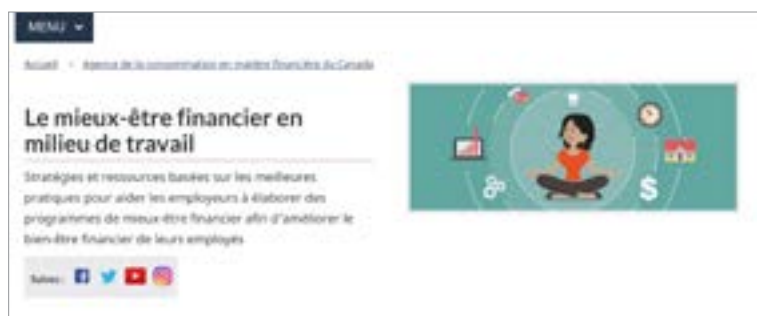 MENU
Accueil > Agence de la consommation en matière financière du Canada
Le mieux-être financier en
milieu de travail
Stratégies et ressources basées sur les meilleures
pratiques pour aider les employeurs à élaborer des
programmes de mieux-être financier afin d'améliorer le
bien-être financier de leurs employés
Suivez :
$